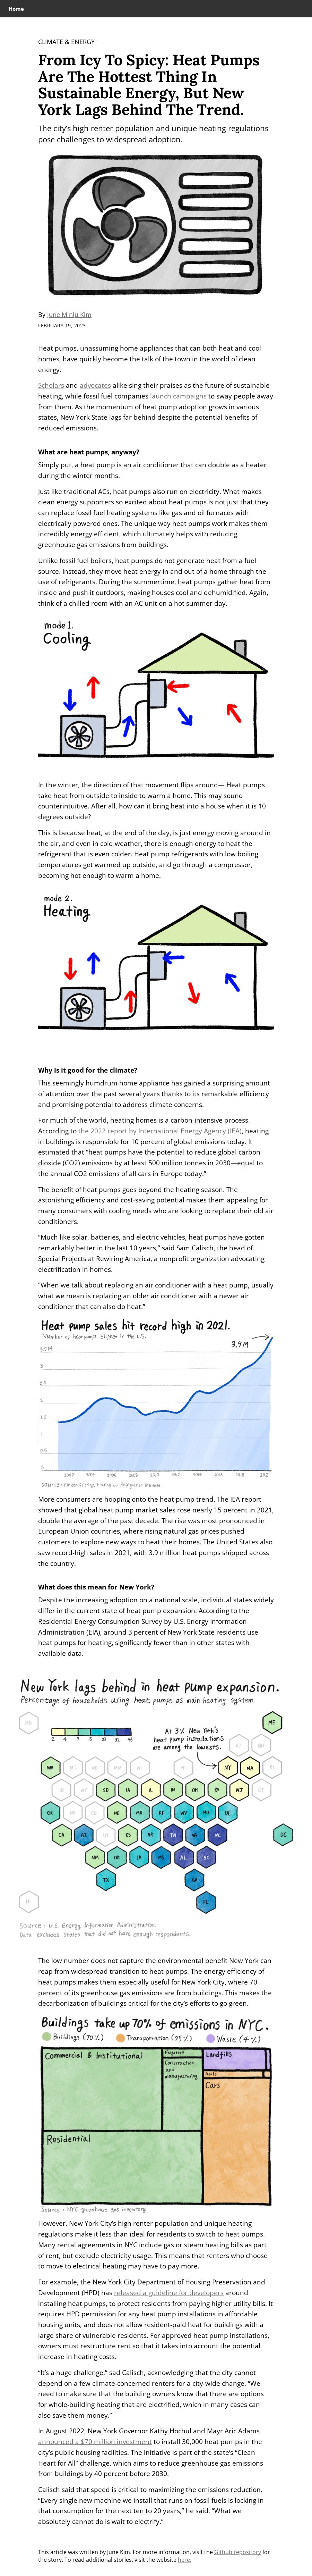 Home
CLIMATE & ENERGY
From Icy To Spicy: Heat Pumps
Are The Hottest Thing In
Sustainable Energy, But New
York Lags Behind The Trend.
The city's high renter population and unique heating regulations
pose challenges to widespread adoption.
By June Minju Kim
FEBRUARY 19, 2023
Heat pumps, unassuming home appliances that can both heat and cool
homes, have quickly become the talk of the town in the world of clean
energy.
Scholars and advocates alike sing their praises as the future of sustainable
heating, while fossil fuel companies launch campaigns to sway people away
from them. As the momentum of heat pump adoption grows in various
states, New York State lags far behind despite the potential benefits of
reduced emissions.
What are heat pumps, anyway?
Simply put, a heat pump is an air conditioner that can double as a heater
during the winter months.
Just like traditional ACs, heat pumps also run on electricity. What makes
clean energy supporters so excited about heat pumps is not just that they
can replace fossil fuel heating systems like gas and oil furnaces with
electrically powered ones. The unique way heat pumps work makes them
incredibly energy efficient, which ultimately helps with reducing
greenhouse gas emissions from buildings.
Unlike fossil fuel boilers, heat pumps do not generate heat from a fuel
source. Instead, they move heat energy in and out of a home through the
use of refrigerants. During the summertime, heat pumps gather heat from
inside and push it outdoors, making houses cool and dehumidified. Again,
think of a chilled room with an AC unit on a hot summer day.
mode 1.
Cooling
In the winter, the direction of that movement flips around— Heat pumps
take heat from outside to inside to warm a home. This may sound
counterintuitive. After all, how can it bring heat into a house when it is 10
degrees outside?
This is because heat, at the end of the day, is just energy moving around in
the air, and even in cold weather, there is enough energy to heat the
refrigerant that is even colder. Heat pump refrigerants with low boiling
temperatures get warmed up outside, and go through a compressor,
becoming hot enough to warm a home.
mode 2.
Heating
Why is it good for the climate?
This seemingly humdrum home appliance has gained a surprising amount
of attention over the past several years thanks to its remarkable efficiency
and promising potential to address climate concerns.
For much of the world, heating homes is a carbon-intensive process.
According to the 2022 report by International Energy Agency (IEA), heating
in buildings is responsible for 10 percent of global emissions today. It
estimated that "heat pumps have the potential to reduce global carbon
dioxide (CO2) emissions by at least 500 million tonnes in 2030—equal to
the annual CO2 emissions of all cars in Europe today."
The benefit of heat pumps goes beyond the heating season. The
astonishing efficiency and cost-saving potential makes them appealing for
many consumers with cooling needs who are looking to replace their old air
conditioners.
"Much like solar, batteries, and electric vehicles, heat pumps have gotten
remarkably better in the last 10 years," said Sam Calisch, the head of
Special Projects at Rewiring America, a nonprofit organization advocating
electrification in homes.
"When we talk about replacing an air conditioner with a heat pump, usually
what we mean is replacing an older air conditioner with a newer air
conditioner that can also do heat."
Heat pump sales hit record high in 2021.
Number of heat pumps shipped in the U.S.
3.9M
3.5M
3
2.5
2
1.5
1
0.5
0
2021
Source: Air Conditioning, Heating and Refrigeration Institute
More consumers are hopping onto the heat pump trend. The IEA report
showed that global heat pump market sales rose nearly 15 percent in 2021,
double the average of the past decade. The rise was most pronounced in
European Union countries, where rising natural gas prices pushed
customers to explore new ways to heat their homes. The United States also
saw record-high sales in 2021, with 3.9 million heat pumps shipped across
the country.
What does this mean for New York?
Despite the increasing adoption on a national scale, individual states widely
differ in the current state of heat pump expansion. According to the
Residential Energy Consumption Survey by U.S. Energy Information
Administration (EIA), around 3 percent of New York State residents use
heat pumps for heating, significantly fewer than in other states with
available data.
New York lags behind in heat pump expansion.
Percentage of households using heat pumps as main heating system.
ME
At 3% New York's
heat pump installations
are among the lowest.
WA NY MA
SD IA IL IN OH PA NJ
OR NE MO KY WV MD DE
CA AZ KS AR TN VA NC DC
NM OK LA MS AL SC
TX GA
FL
Source: U.S. Energy Information Administration
Data excludes states that did not have enough respondents.
The low number does not capture the environmental benefit New York can
reap from widespread transition to heat pumps. The energy efficiency of
heat pumps makes them especially useful for New York City, where 70
percent of its greenhouse gas emissions are from buildings. This makes the
decarbonization of buildings critical for the city's efforts to go green.
Buildings take up 70% of emissions in NYC.
Buildings (70%) Transportation (25%) Waste (4%)
Commercial & Institutional
Fugitive
Construction
and
manufacturing
Landfills
Cars
Residential
Source: NYC greenhouse gas inventory
However, New York City's high renter population and unique heating
regulations make it less than ideal for residents to switch to heat pumps.
Many rental agreements in NYC include gas or steam heating bills as part
of rent, but exclude electricity usage. This means that renters who choose
to move to electrical heating may have to pay more.
For example, the New York City Department of Housing Preservation and
Development (HPD) has released a guideline for developers around
installing heat pumps, to protect residents from paying higher utility bills. It
requires HPD permission for any heat pump installations in affordable
housing units, and does not allow resident-paid heat for buildings with a
large share of vulnerable residents. For approved heat pump installations,
owners must restructure rent so that it takes into account the potential
increase in heating costs.
"It's a huge challenge." sad Calisch, acknowledging that the city cannot
depend on a few climate-concerned renters for a city-wide change. "We
need to make sure that the building owners know that there are options
for whole-building heating that are electrified, which in many cases can
also save them money."
In August 2022, New York Governor Kathy Hochul and Mayr Aric Adams
announced a $70 million investment to install 30,000 heat pumps in the
city's public housing facilities. The initiative is part of the state's "Clean
Heart for All" challenge, which aims to reduce greenhouse gas emissions
from buildings by 40 percent before 2030.
Calisch said that speed is critical to maximizing the emissions reduction.
"Every single new machine we install that runs on fossil fuels is locking in
that consumption for the next ten to 20 years," he said. "What we
absolutely cannot do is wait to electrify."
This article was written by June Kim. For more information, visit the Github repository for
the story. To read additional stories, visit the website here.